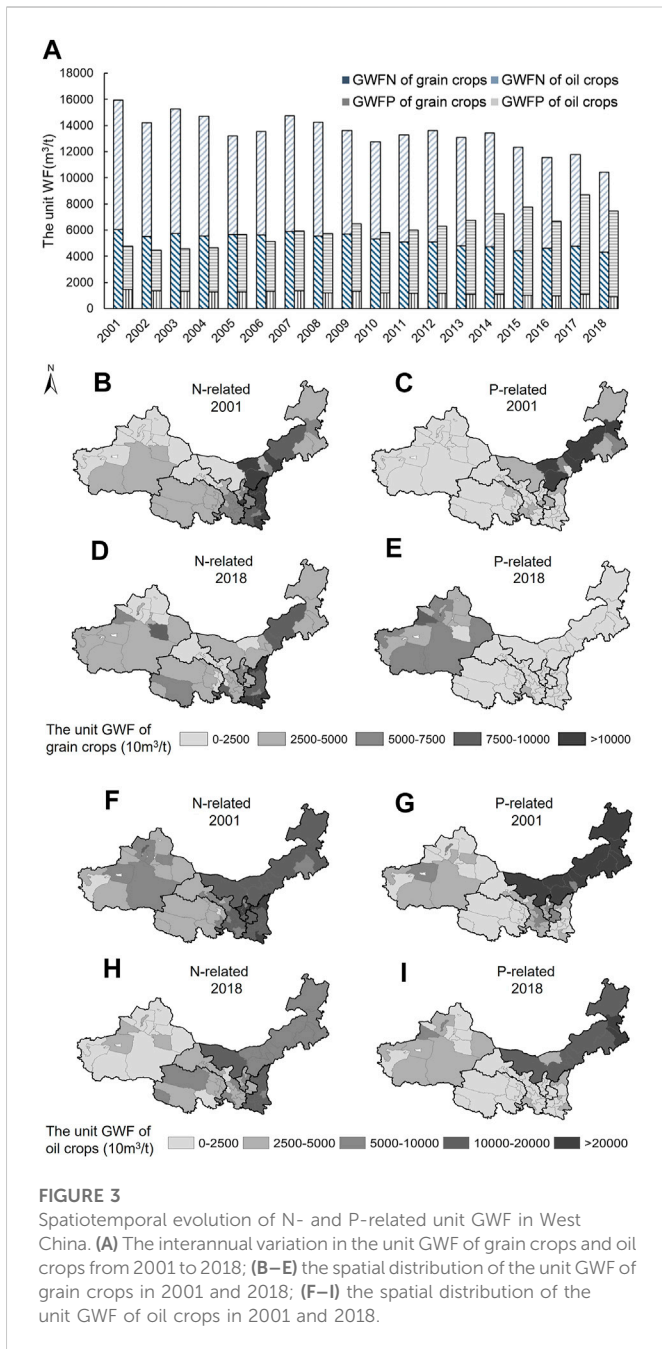 A
The unit WF(m³/t)
18000
16000
14000
12000
10000
8000
6000
4000
2000
0
GWFN of grain crops
GWFN of oil crops
GWFP of grain crops
GWFP of oil crops
2001
2002
2003
2004
2005
2006
2007
2008
2009
2010
2011
2012
2013
2014
2015
2016
2017
2018
N
B
N-related
2001
C
P-related
2001
D
N-related
2018
E
P-related
2018
The unit GWF of
grain crops (10m³/t)
0-2500
2500-5000
5000-7500
7500-10000
>10000
F
N-related
2001
G
P-related
2001
H
N-related
2018
I
P-related
2018
The unit GWF of
oil crops (10m³/t)
0-2500
2500-5000
5000-10000
10000-20000
>20000
FIGURE 3
Spatiotemporal evolution of N- and P-related unit GWF in West
China. (A) The interannual variation in the unit GWF of grain crops and oil
crops from 2001 to 2018; (B–E) the spatial distribution of the unit GWF of
grain crops in 2001 and 2018; (F–I) the spatial distribution of the
unit GWF of oil crops in 2001 and 2018.